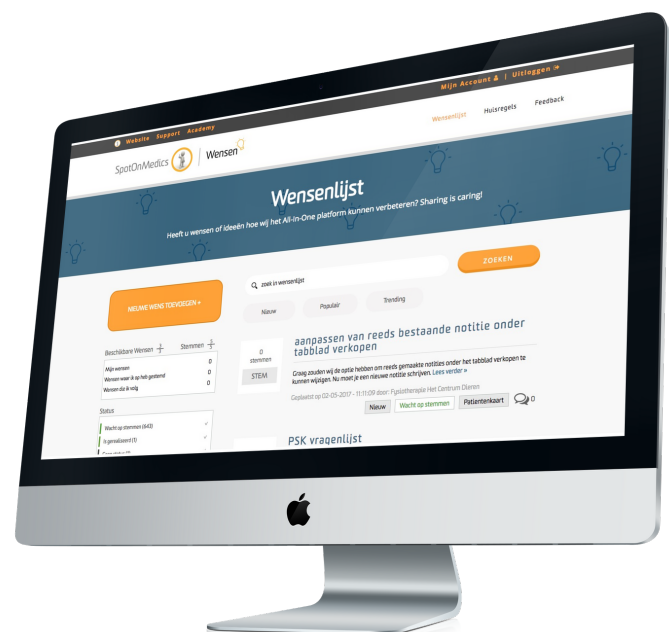 Mijn Account | Uitloggen
Website Support Academy
Wensenlijst Huisregels Feedback
SpotOnMedics | Wensen
Wensenlijst
Heeft u wensen of ideeën hoe wij het All-In-One platform kunnen verbeteren? Sharing is caring!
NIEUWE WENS TOEVOEGEN »
zoek in wensenlijst
ZOEKEN
Nieuw Populair Trending
Beschikbare Wensen Stemmen
Mijn wensen 0
Wensen waar ik op heb gestemd 0
Wensen die ik volg 0
Status
Wacht op stemmen (643)
Is gerealiseerd (1)
0
stemmen
STEM
aanpassen van reeds bestaande notitie onder
tabblad verkopen
Graag zouden wij de optie hebben om reeds gemaakte notities onder het tabblad verkopen te
kunnen wijzigen. Nu moet je een nieuwe notitie schrijven. Lees verder »
Geplaatst op 02-05-2017 - 11:11:09 door: Fysiotherapie Het Centrum Dieren
Nieuw Wacht op stemmen Patientenkaart 0
PSK vragenlijst